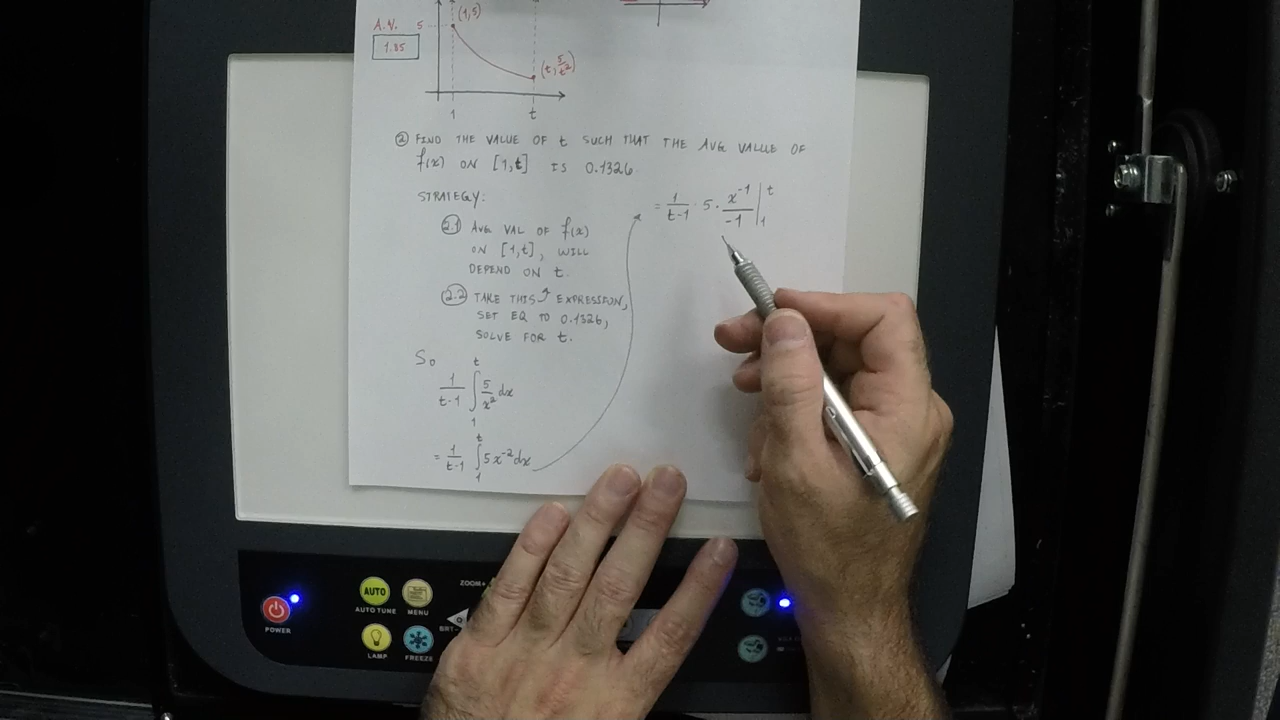 (1,5)
A.V. 5
1.85
(t, 5/t²)
1 t
② FIND THE VALUE OF t SUCH THAT THE AVG VALUE OF
f(x) ON [1,t] IS 0.1326
STRATEGY:
2.1 AVG VAL OF f(x)
ON [1,t], WILL
DEPEND ON t.
2.2 TAKE THIS ↑ EXPRESSION,
SET EQ TO 0.1326,
SOLVE FOR t.
So
1/(t-1) ∫₁ᵗ 5/x² dx
= 1/(t-1) ∫₁ᵗ 5x⁻² dx
= 1/(t-1) · 5 · x⁻¹/-1 |₁ᵗ
POWER
AUTO
AUTO TUNE
MENU
LAMP
FREEZE
ZOOM+
BRT-